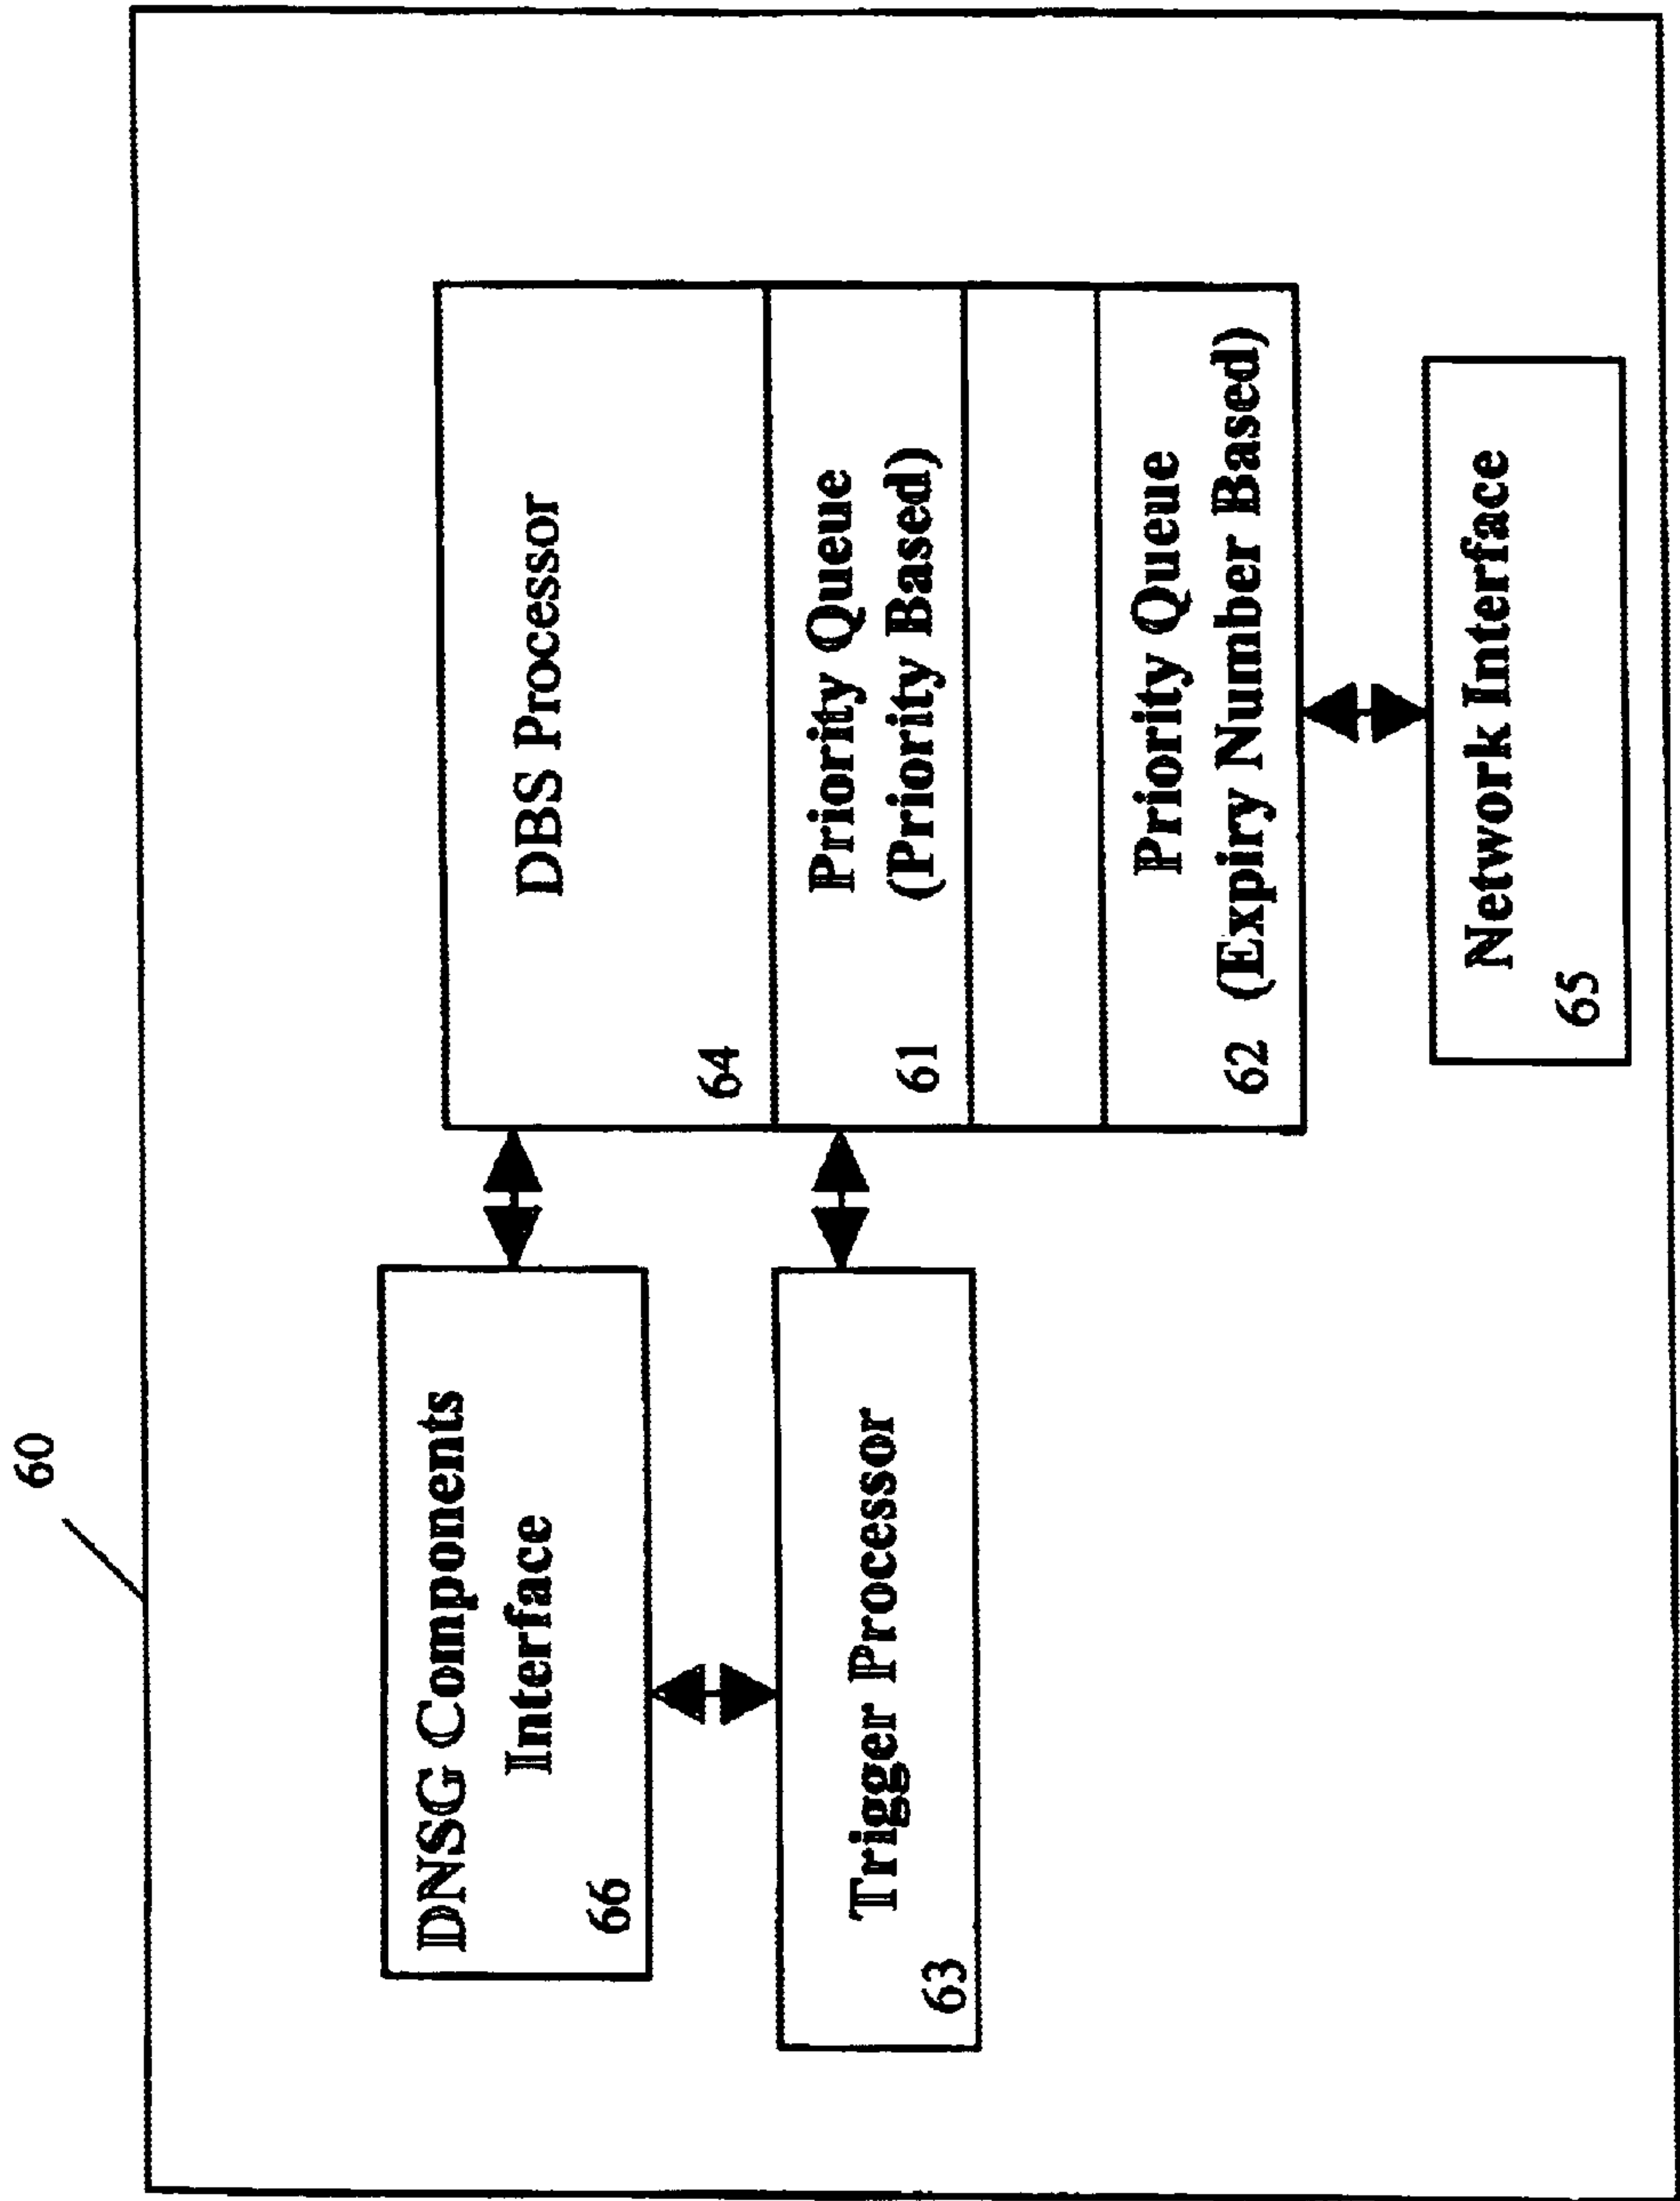 60
DNSG Components
Interface
66
Trigger Processor
63
DBS Processor
64
Priority Queue
(Priority Based)
61
Priority Queue
62 (Expiry Number Based)
Network Interface
65